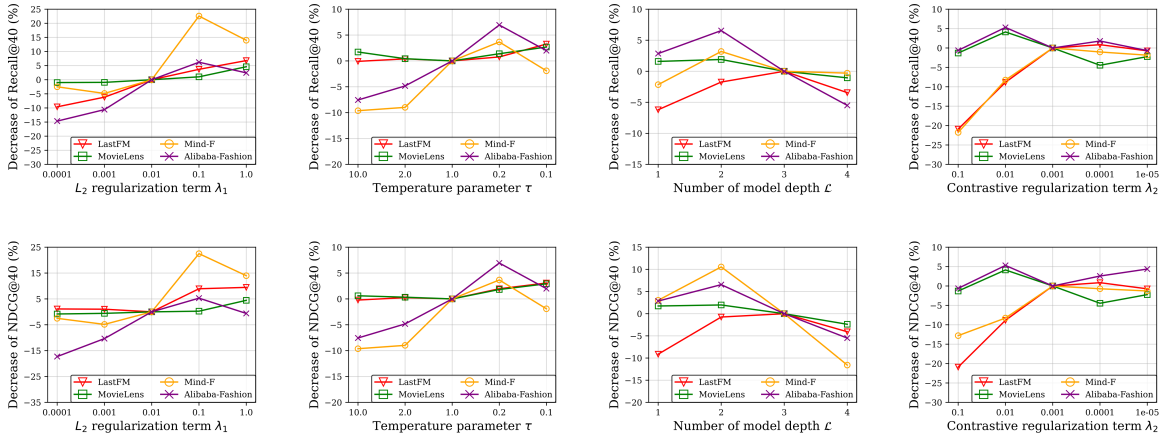 Decrease of Recall@40 (%)
25
20
15
10
5
0
−5
−10
−15
−20
−25
−30
LastFM
MovieLens
Mind-F
Alibaba-Fashion
0.0001 0.001 0.01 0.1 1.0
L2 regularization term λ1
Decrease of Recall@40 (%)
10
5
0
−5
−10
−15
−20
LastFM
MovieLens
Mind-F
Alibaba-Fashion
10.0 2.0 1.0 0.2 0.1
Temperature parameter τ
Decrease of Recall@40 (%)
10
5
0
−5
−10
−15
LastFM
MovieLens
Mind-F
Alibaba-Fashion
1 2 3 4
Number of model depth ℒ
Decrease of Recall@40 (%)
10
5
0
−5
−10
−15
−20
−25
−30
LastFM
MovieLens
Mind-F
Alibaba-Fashion
0.1 0.01 0.001 0.0001 1e-05
Contrastive regularization term λ2
Decrease of NDCG@40 (%)
25
15
5
−5
−15
−25
−35
LastFM
MovieLens
Mind-F
Alibaba-Fashion
0.0001 0.001 0.01 0.1 1.0
L2 regularization term λ1
Decrease of NDCG@40 (%)
10
5
0
−5
−10
−15
−20
LastFM
MovieLens
Mind-F
Alibaba-Fashion
10.0 2.0 1.0 0.2 0.1
Temperature parameter τ
Decrease of NDCG@40 (%)
15
10
5
0
−5
−10
−15
−20
LastFM
MovieLens
Mind-F
Alibaba-Fashion
1 2 3 4
Number of model depth ℒ
Decrease of NDCG@40 (%)
10
5
0
−5
−10
−15
−20
−25
−30
LastFM
MovieLens
Mind-F
Alibaba-Fashion
0.1 0.01 0.001 0.0001 1e-05
Contrastive regularization term λ2